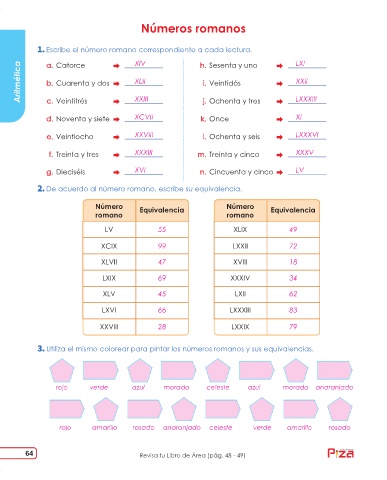 Números romanos
1. Escribe el número romano correspondiente a cada lectura.
a. Catorce XIV
h. Sesenta y uno LXI
b. Cuarenta y dos XLII
i. Veintidós XXII
c. Veintitrés XXIII
j. Ochenta y tres LXXXIII
d. Noventa y siete XCVII
k. Once XI
e. Veintiocho XXVIII
l. Ochenta y seis LXXXVI
f. Treinta y tres XXXIII
m. Treinta y cinco XXXV
g. Dieciséis XVI
n. Cincuenta y cinco LV
Aritmética
2. De acuerdo al número romano, escribe su equivalencia.
Número romano Equivalencia
LV 55
XCIX 99
XLVII 47
LXIX 69
XLV 45
LXVI 66
XXVIII 28
Número romano Equivalencia
XLIX 49
LXXII 72
XVIII 18
XXXIV 34
LXII 62
LXXXIII 83
LXXIX 79
3. Utiliza el mismo colorear para pintar los números romanos y sus equivalencias.
rojo verde azul morado celeste azul morado anaranjado
rojo amarillo rosado anaranjado celeste verde amarillo rosado
64
Revisa tu Libro de Área (pág. 48 - 49)
Pizа